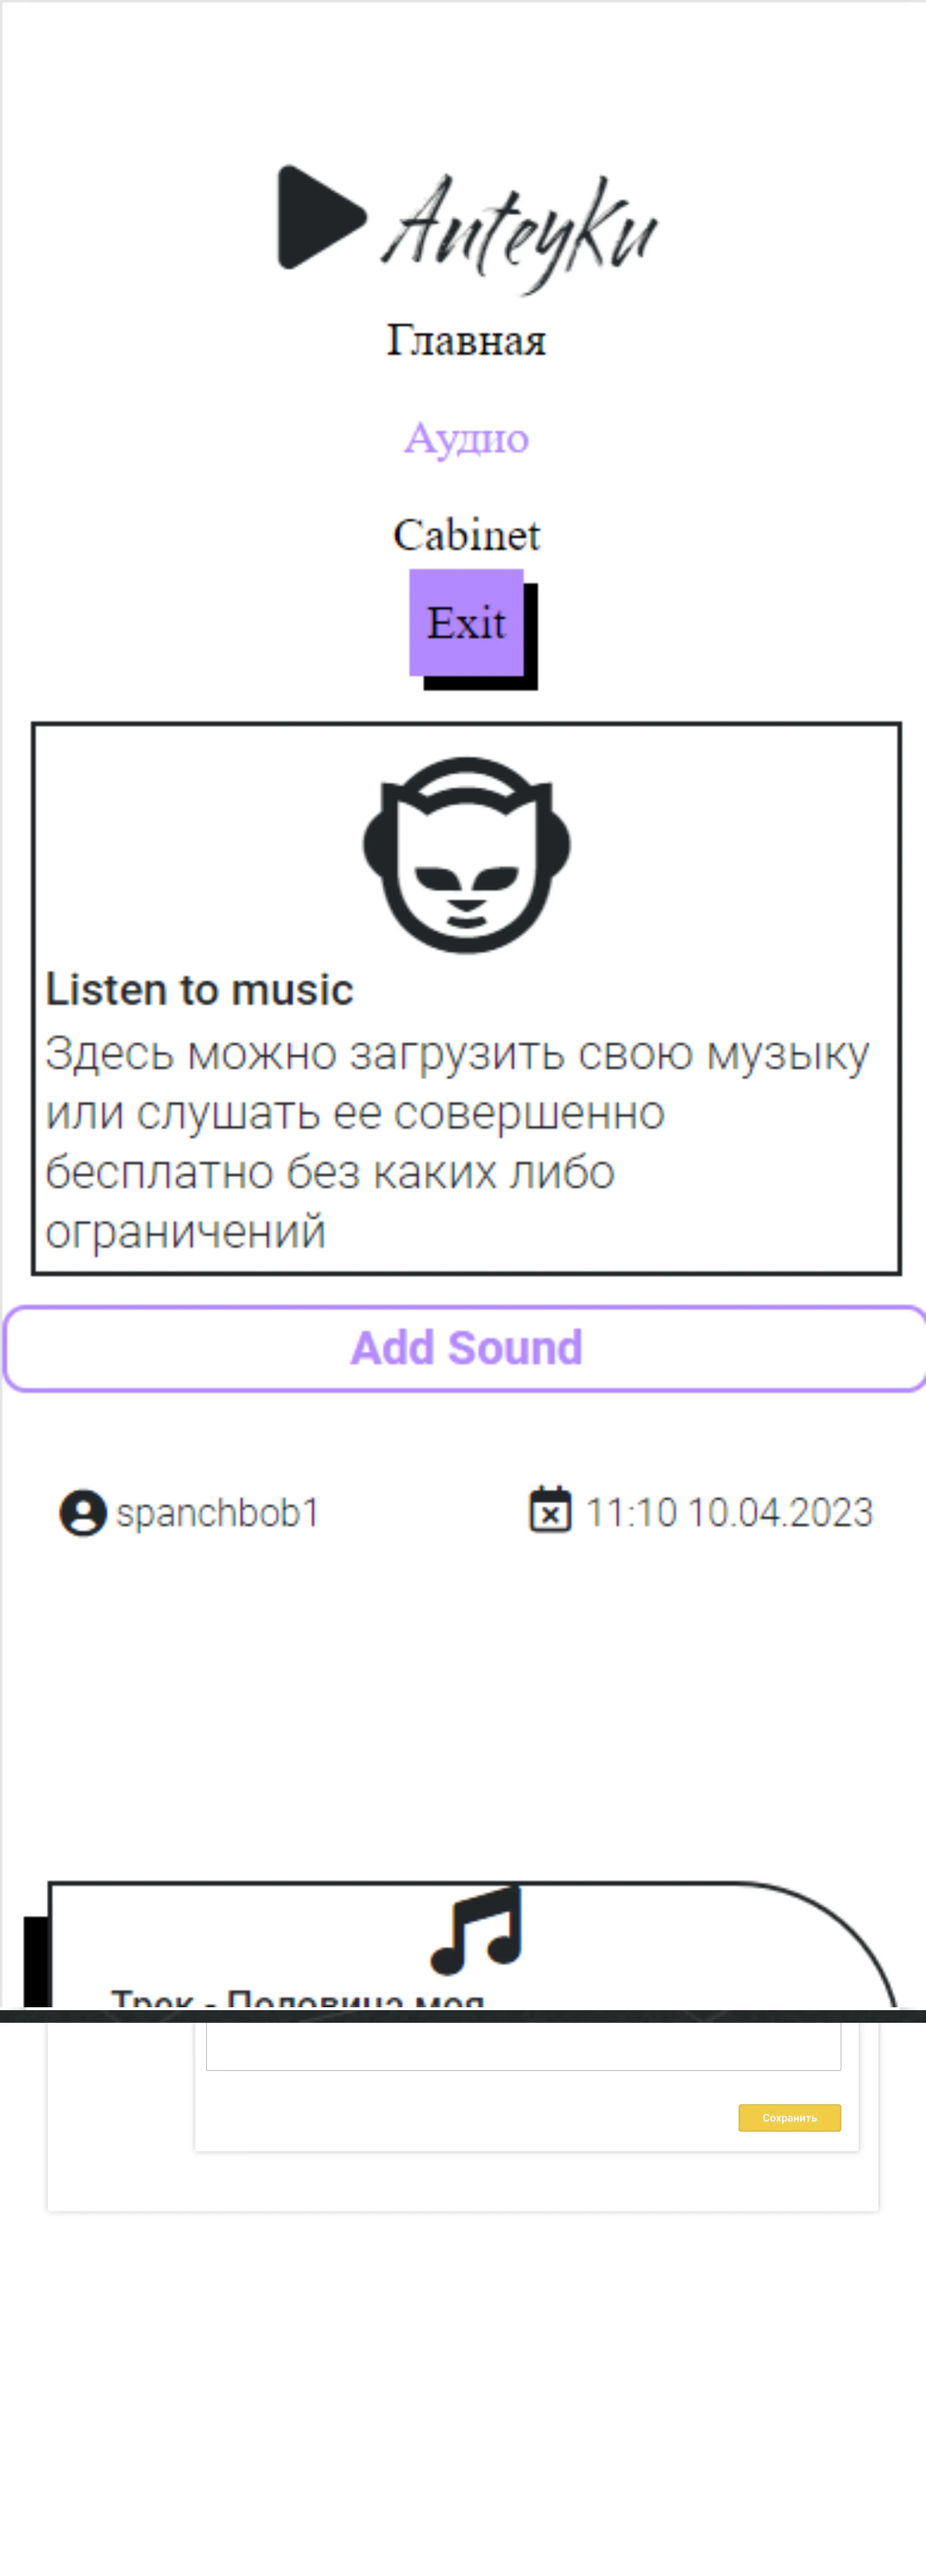 Anteyku
Главная
Аудио
Cabinet
Exit
Listen to music
Здесь можно загрузить свою музыку
или слушать ее совершенно
бесплатно без каких либо
ограничений
Add Sound
spanchbob1 11:10 10.04.2023
Трек - Половина моя
Сохранить